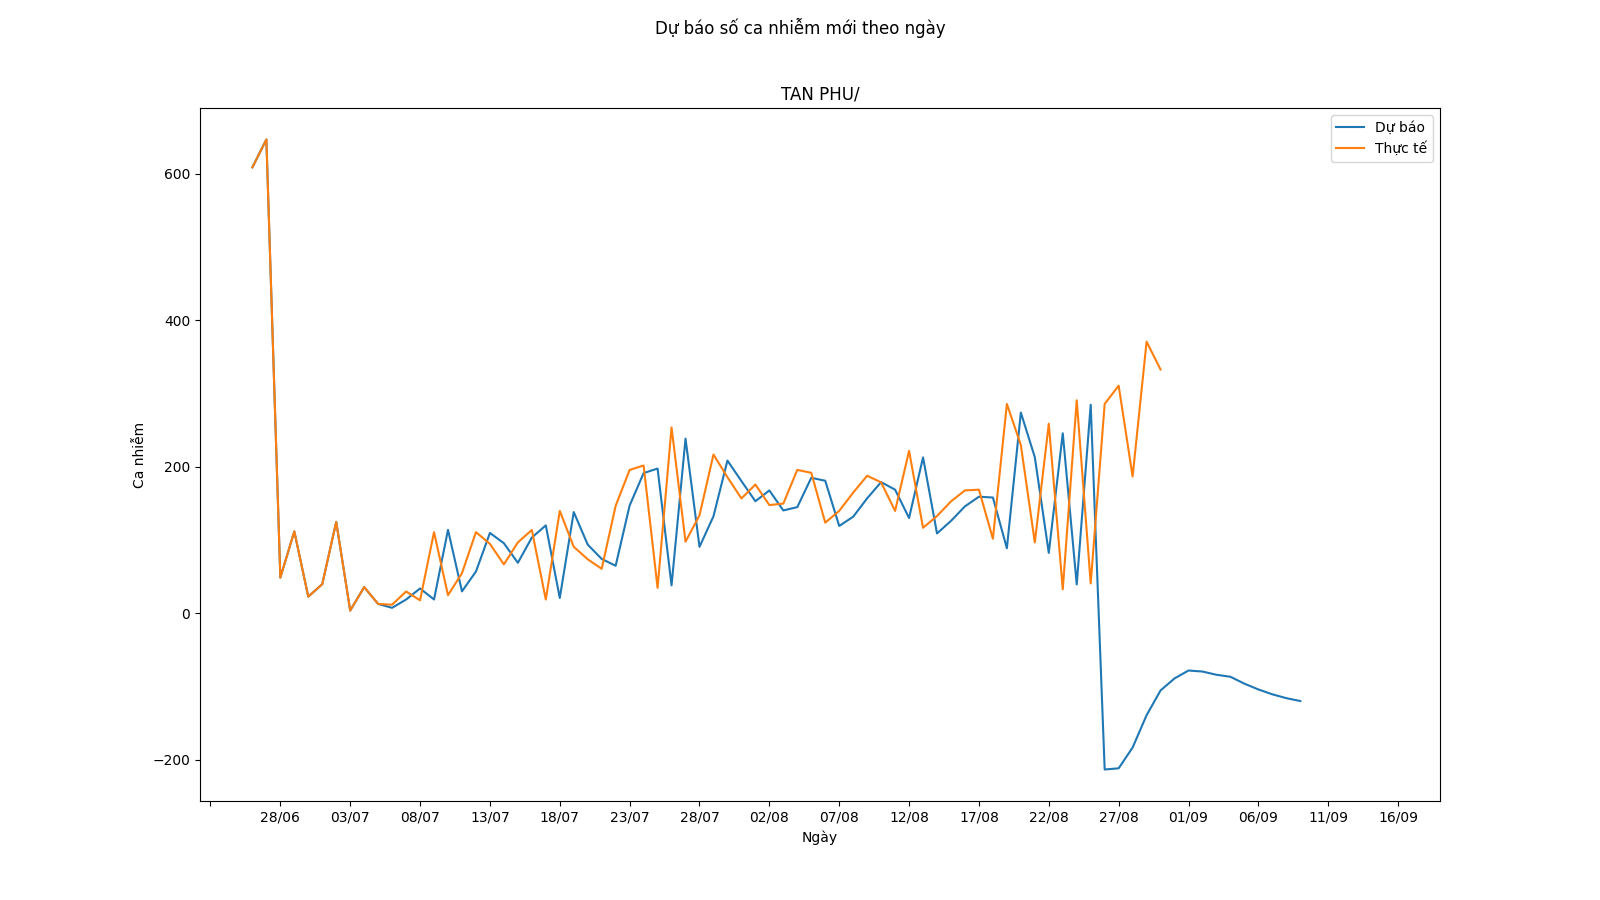 Dự báo số ca nhiễm mới theo ngày
TAN PHU/
Dự báo
Thực tế
600
400
200
0
−200
Ca nhiễm
28/06 03/07 08/07 13/07 18/07 23/07 28/07 02/08 07/08 12/08 17/08 22/08 27/08 01/09 06/09 11/09 16/09
Ngày